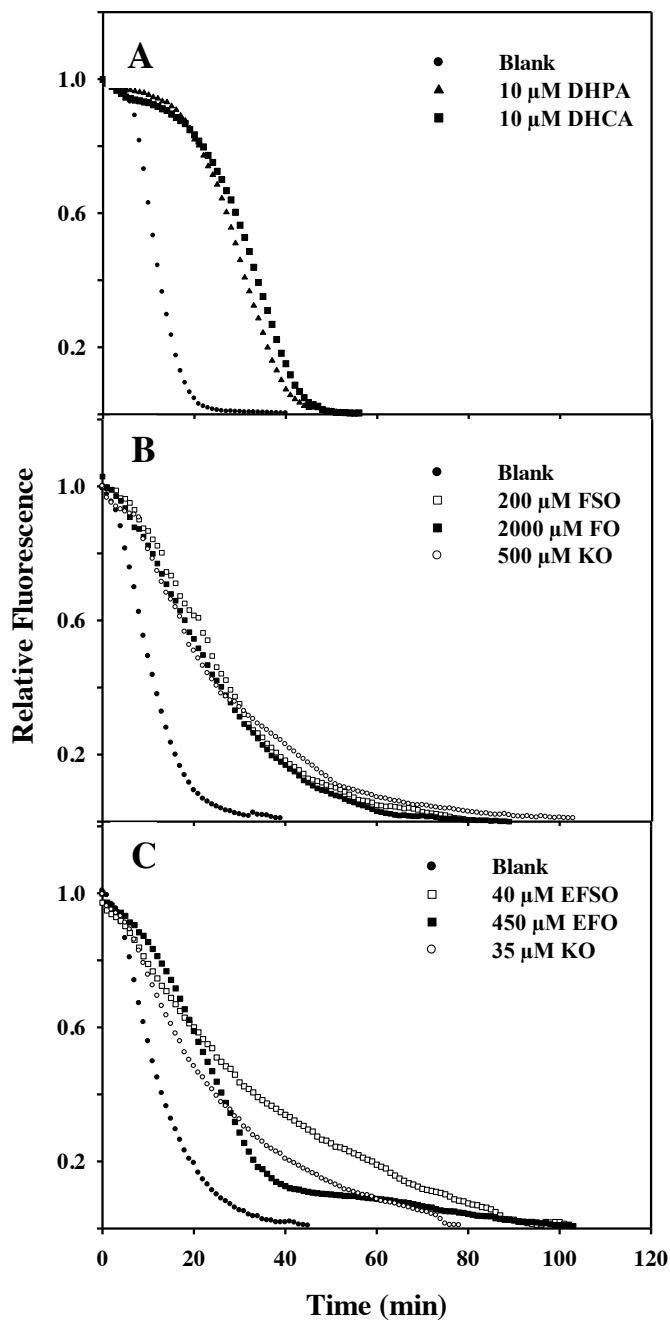 A
Blank
10 µM DHPA
10 µM DHCA
1.0
0.6
0.2
B
Blank
200 µM FSO
2000 µM FO
500 µM KO
1.0
0.6
0.2
C
Blank
40 µM EFSO
450 µM EFO
35 µM KO
1.0
0.6
0.2
Relative Fluorescence
0 20 40 60 80 100 120
Time (min)